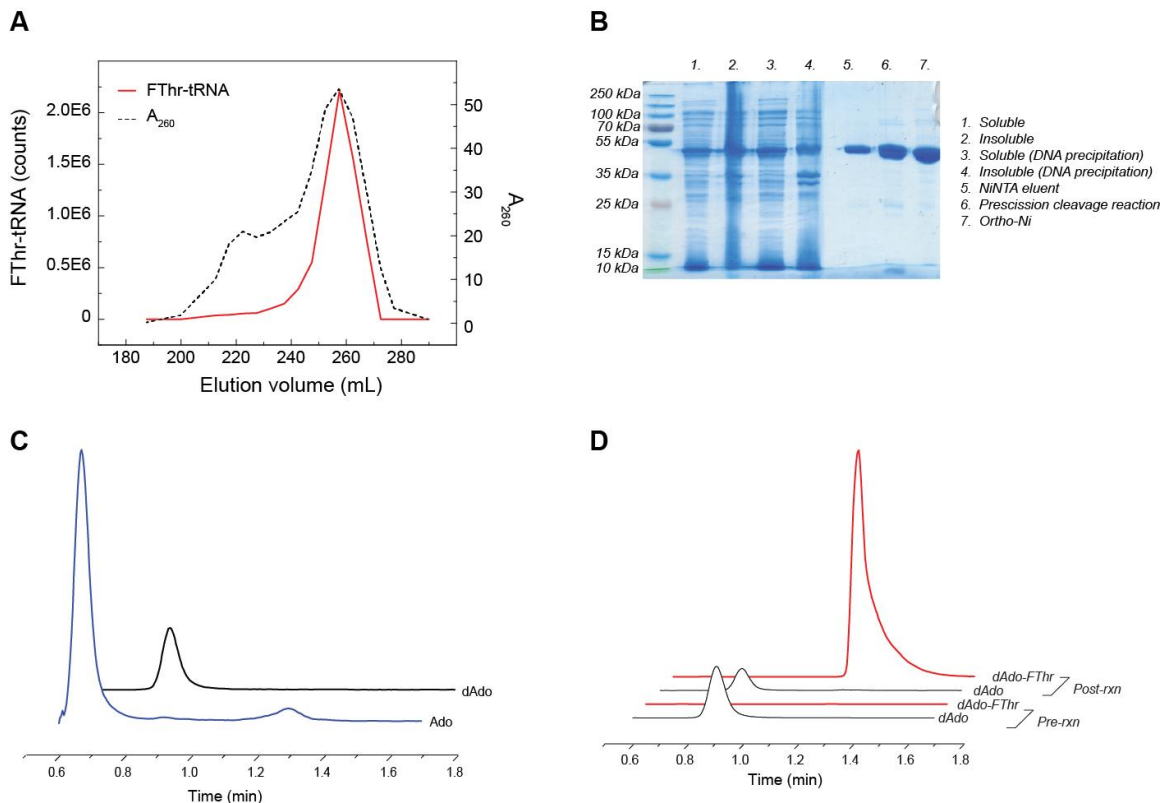 A
FThr-tRNA
A260
2.0E6
1.5E6
1.0E6
0.5E6
0
FThr-tRNA (counts)
50
40
30
20
10
0
A260
180 200 220 240 260 280
Elution volume (mL)
B
1. 2. 3. 4. 5. 6. 7.
250 kDa
100 kDa
70 kDa
55 kDa
35 kDa
25 kDa
15 kDa
10 kDa
1. Soluble
2. Insoluble
3. Soluble (DNA precipitation)
4. Insoluble (DNA precipitation)
5. NiNTA eluent
6. Prescission cleavage reaction
7. Ortho-Ni
C
dAdo
Ado
0.6 0.8 1.0 1.2 1.4 1.6 1.8
Time (min)
D
dAdo-FThr
dAdo
Post-rxn
dAdo-FThr
dAdo
Pre-rxn
0.6 0.8 1.0 1.2 1.4 1.6 1.8
Time (min)